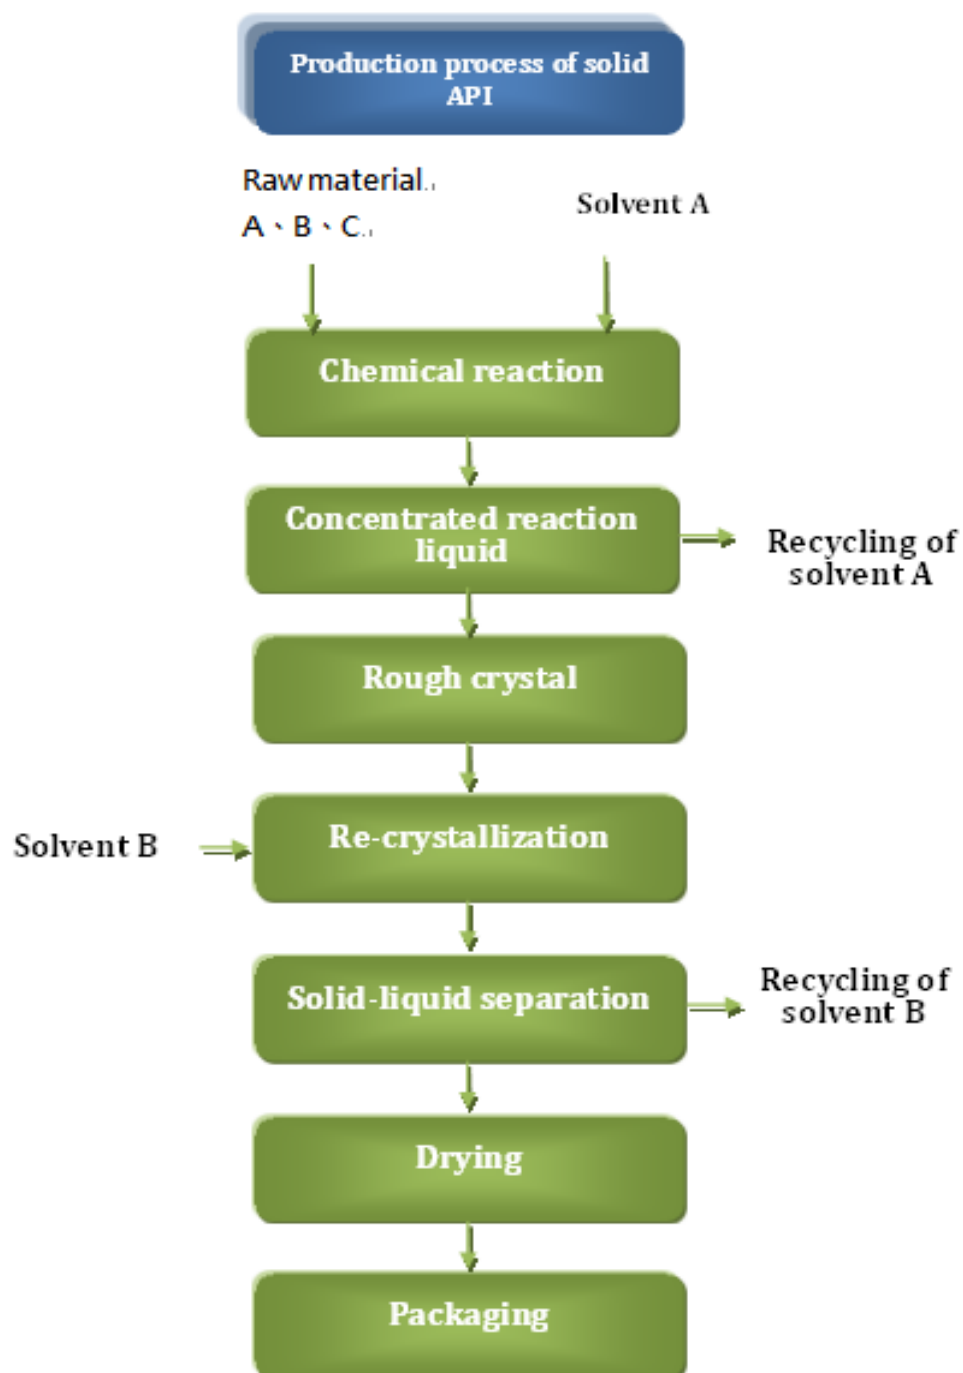 Production process of solid
API
Raw material
A、B、C
Solvent A
Chemical reaction
Concentrated reaction
liquid
Recycling of
solvent A
Rough crystal
Solvent B
Re-crystallization
Solid-liquid separation
Recycling of
solvent B
Drying
Packaging